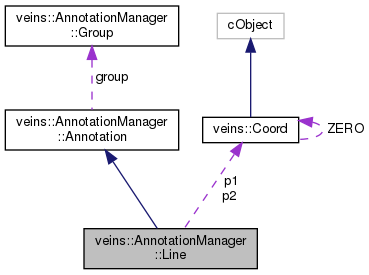 veins::AnnotationManager
::Group
cObject
group
veins::AnnotationManager
::Annotation
veins::Coord
ZERO
p1
p2
veins::AnnotationManager
::Line